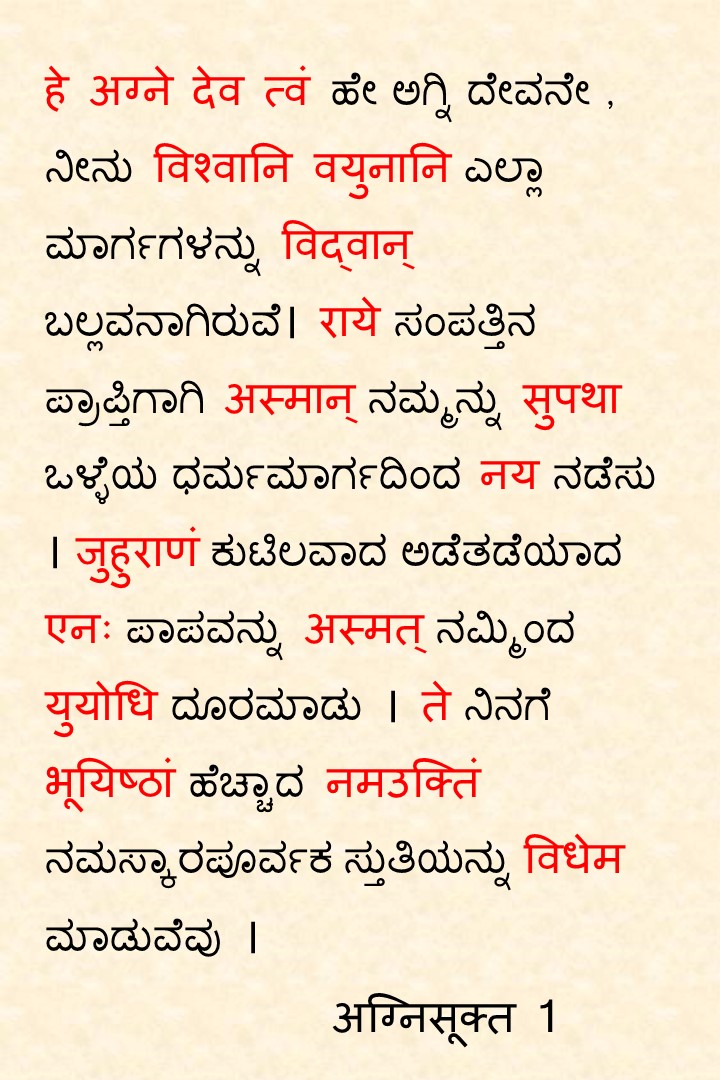 हे अग्ने देव त्वं ಹೇ ಅಗ್ನಿ ದೇವನೇ ,
ನೀನು विश्वानि वयुनानि ಎಲ್ಲಾ
ಮಾರ್ಗಗಳನ್ನು विद्वान्
ಬಲ್ಲವನಾಗಿರುವೆ। राये ಸಂಪತ್ತಿನ
ಪ್ರಾಪ್ತಿಗಾಗಿ अस्मान् ನಮ್ಮನ್ನು सुपथा
ಒಳ್ಳೆಯ ಧರ್ಮಮಾರ್ಗದಿಂದ नय ನಡೆಸು
। जुहुराणं ಕುಟಿಲವಾದ ಅಡೆತಡೆಯಾದ
एनः ಪಾಪವನ್ನು अस्मत् ನಮ್ಮಿಂದ
युयोधि ದೂರಮಾಡು । ते ನಿನಗೆ
भूयिष्ठां ಹೆಚ್ಚಾದ नमउक्तिं
ನಮಸ್ಕಾರಪೂರ್ವಕ ಸ್ತುತಿಯನ್ನು विधेम
ಮಾಡುವೆವು ।
अग्निसूक्त 1